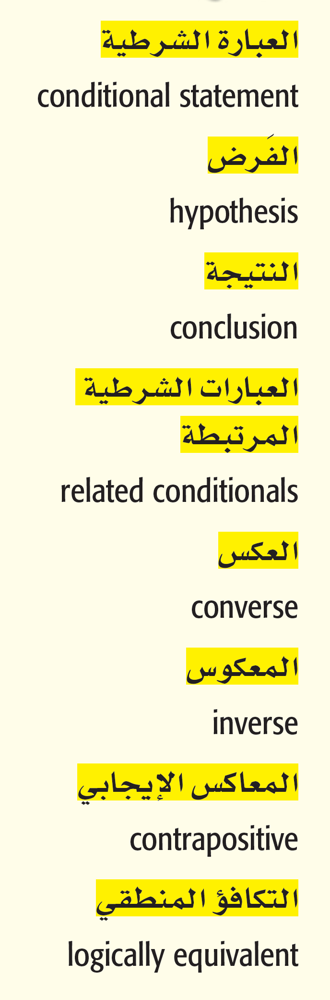 العبارة الشرطية
conditional statement
الفَرض
hypothesis
النتيجة
conclusion
العبارات الشرطية
المرتبطة
related conditionals
العكس
converse
المعكوس
inverse
المعاكس الإيجابي
contrapositive
التكافؤ المنطقي
logically equivalent